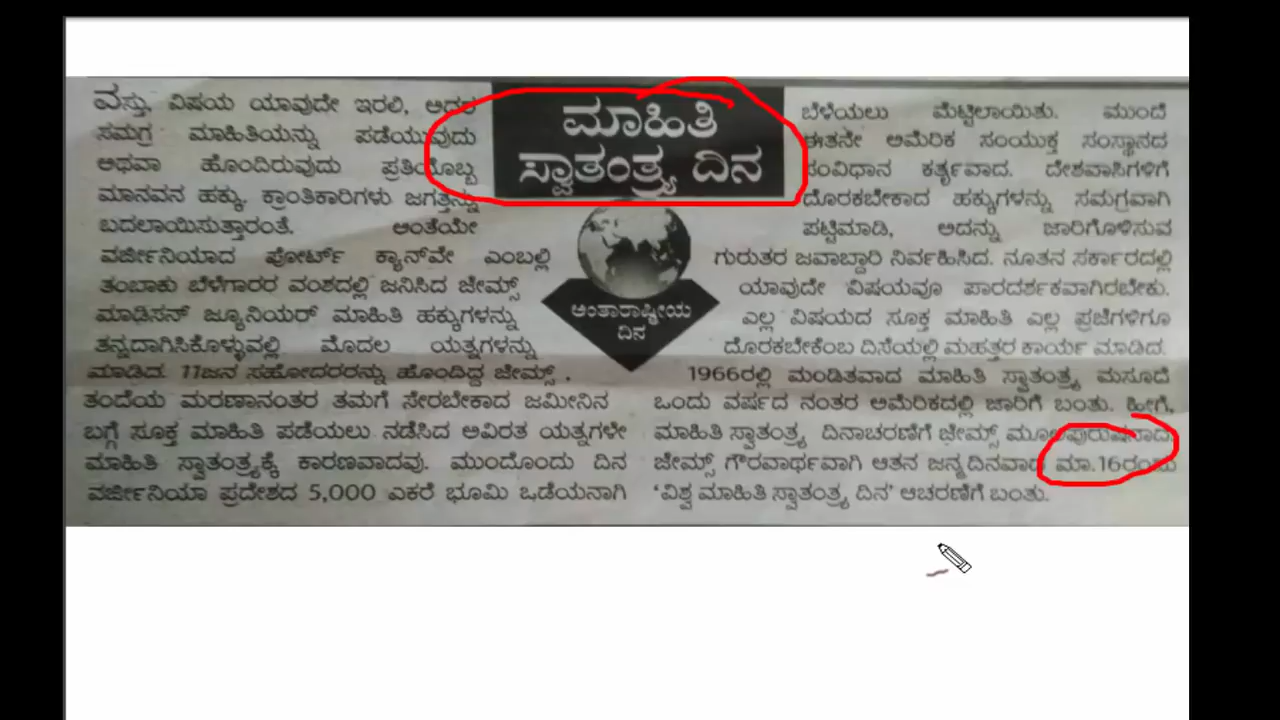 ಮಾಹಿತಿ
ಸ್ವಾತಂತ್ರ್ಯ ದಿನ
ಅಂತಾರಾಷ್ಟ್ರೀಯ
ದಿನ
ವಸ್ತು, ವಿಷಯ ಯಾವುದೇ ಇರಲಿ, ಅದರ
ಸಮಗ್ರ ಮಾಹಿತಿಯನ್ನು ಪಡೆಯುವುದು
ಅಥವಾ ಹೊಂದಿರುವುದು ಪ್ರತಿಯೊಬ್ಬ
ಮಾನವನ ಹಕ್ಕು. ಕ್ರಾಂತಿಕಾರಿಗಳು ಜಗತ್ತನ್ನು
ಬದಲಾಯಿಸುತ್ತಾರಂತೆ. ಅಂತೆಯೇ
ವರ್ಜೀನಿಯಾದ ಪೋರ್ಟ್ ಕ್ಯಾನ್‌ವೇ ಎಂಬಲ್ಲಿ
ತಂಬಾಕು ಬೆಳೆಗಾರರ ವಂಶದಲ್ಲಿ ಜನಿಸಿದ ಜೇಮ್ಸ್
ಮಾಡಿಸನ್ ಜ್ಯೂನಿಯರ್ ಮಾಹಿತಿ ಹಕ್ಕುಗಳನ್ನು
ತನ್ನದಾಗಿಸಿಕೊಳ್ಳುವಲ್ಲಿ ಮೊದಲ ಯತ್ನಗಳನ್ನು
ಮಾಡಿದ. 11ಜನ ಸಹೋದರರನ್ನು ಹೊಂದಿದ್ದ ಜೇಮ್ಸ್ ,
ತಂದೆಯ ಮರಣಾನಂತರ ತಮಗೆ ಸೇರಬೇಕಾದ ಜಮೀನಿನ
ಬಗ್ಗೆ ಸೂಕ್ತ ಮಾಹಿತಿ ಪಡೆಯಲು ನಡೆಸಿದ ಅವಿರತ ಯತ್ನಗಳೇ
ಮಾಹಿತಿ ಸ್ವಾತಂತ್ರ್ಯಕ್ಕೆ ಕಾರಣವಾದವು. ಮುಂದೊಂದು ದಿನ
ವರ್ಜೀನಿಯಾ ಪ್ರದೇಶದ 5,000 ಎಕರೆ ಭೂಮಿ ಒಡೆಯನಾಗಿ
ಬೆಳೆಯಲು ಮೆಟ್ಟಿಲಾಯಿತು. ಮುಂದೆ
ಈತನೇ ಅಮೆರಿಕ ಸಂಯುಕ್ತ ಸಂಸ್ಥಾನದ
ಸಂವಿಧಾನ ಕರ್ತೃವಾದ. ದೇಶವಾಸಿಗಳಿಗೆ
ದೊರಕಬೇಕಾದ ಹಕ್ಕುಗಳನ್ನು ಸಮಗ್ರವಾಗಿ
ಪಟ್ಟಿಮಾಡಿ, ಅದನ್ನು ಜಾರಿಗೊಳಿಸುವ
ಗುರುತರ ಜವಾಬ್ದಾರಿ ನಿರ್ವಹಿಸಿದ. ನೂತನ ಸರ್ಕಾರದಲ್ಲಿ
ಯಾವುದೇ ವಿಷಯವೂ ಪಾರದರ್ಶಕವಾಗಿರಬೇಕು.
ಎಲ್ಲ ವಿಷಯದ ಸೂಕ್ತ ಮಾಹಿತಿ ಎಲ್ಲ ಪ್ರಜೆಗಳಿಗೂ
ದೊರಕಬೇಕೆಂಬ ದಿಸೆಯಲ್ಲಿ ಮಹತ್ತರ ಕಾರ್ಯ ಮಾಡಿದ.
1966ರಲ್ಲಿ ಮಂಡಿತವಾದ ಮಾಹಿತಿ ಸ್ವಾತಂತ್ರ್ಯ ಮಸೂದೆ
ಒಂದು ವರ್ಷದ ನಂತರ ಅಮೆರಿಕದಲ್ಲಿ ಜಾರಿಗೆ ಬಂತು. ಹೀಗೆ,
ಮಾಹಿತಿ ಸ್ವಾತಂತ್ರ್ಯ ದಿನಾಚರಣೆಗೆ ಜೇಮ್ಸ್ ಮೂಲಪುರುಷನಾದ.
ಜೇಮ್ಸ್ ಗೌರವಾರ್ಥವಾಗಿ ಆತನ ಜನ್ಮದಿನವಾದ ಮಾ.16ರಂದು
'ವಿಶ್ವ ಮಾಹಿತಿ ಸ್ವಾತಂತ್ರ್ಯ ದಿನ' ಆಚರಣೆಗೆ ಬಂತು.